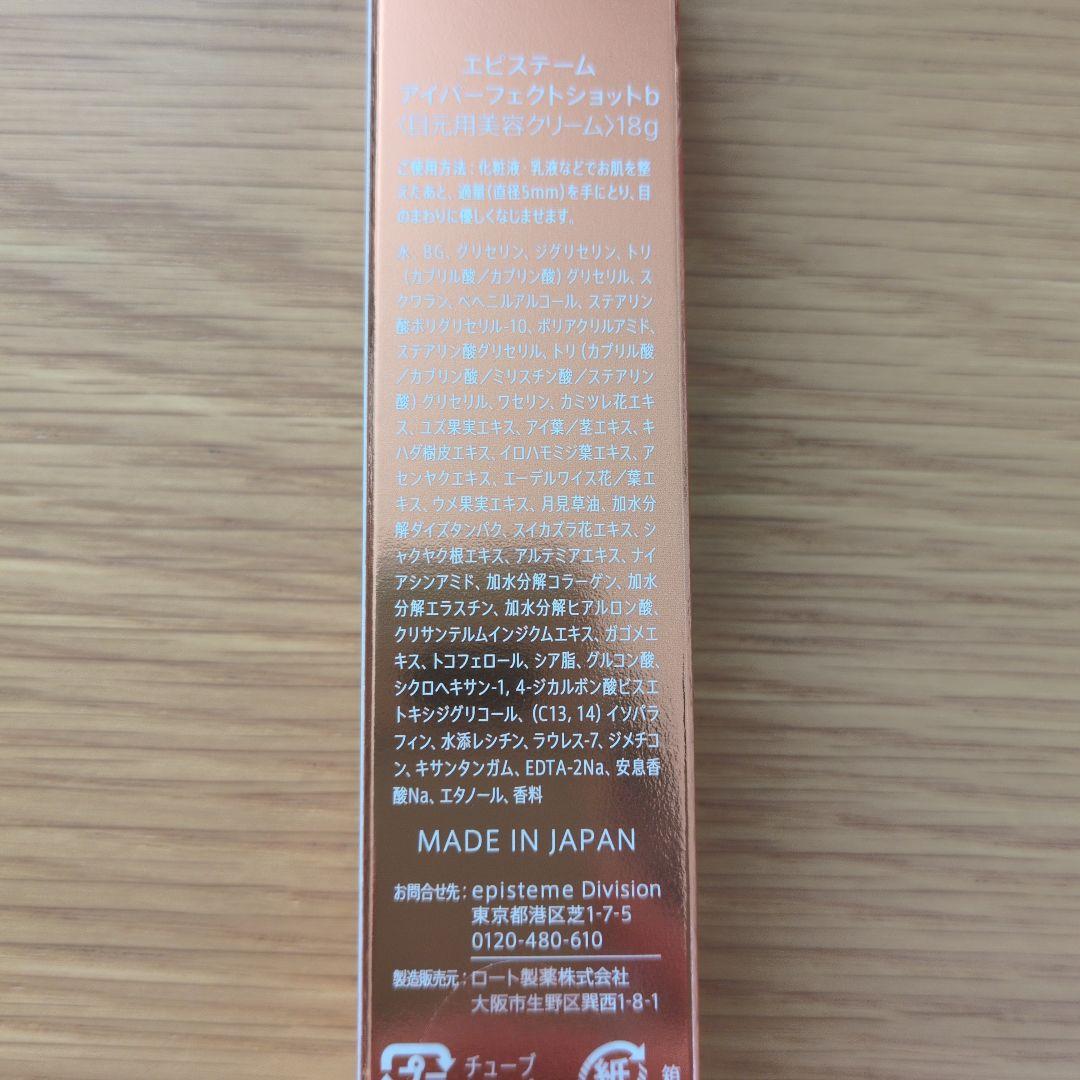 エピステーム
アイパーフェクトショットb
〈目元用美容クリーム〉18g
ご使用方法：化粧液・乳液などでお肌を整
えたあと、適量(直径5mm)を手にとり、目
のまわりに優しくなじませます。
水、BG、グリセリン、ジグリセリン、トリ
(カプリル酸／カプリン酸)グリセリル、ス
クワラン、ベヘニルアルコール、ステアリン
酸ポリグリセリル-10、ポリアクリルアミド、
ステアリン酸グリセリル、トリ(カプリル酸
／カプリン酸／ミリスチン酸／ステアリン
酸)グリセリル、ワセリン、カミツレ花エキ
ス、ユズ果実エキス、アイ葉／茎エキス、キ
ハダ樹皮エキス、イロハモミジ葉エキス、ア
センヤクエキス、エーデルワイス花／葉エ
キス、ウメ果実エキス、月見草油、加水分
解ダイズタンパク、スイカズラ花エキス、シ
ャクヤク根エキス、アルテミアエキス、ナイ
アシンアミド、加水分解コラーゲン、加水
分解エラスチン、加水分解ヒアルロン酸、
クリサンテルムインジクムエキス、ガゴメエ
キス、トコフェロール、シア脂、グルコン酸、
シクロヘキサン-1, 4-ジカルボン酸ビスエ
トキシジグリコール、(C13, 14)イソパラ
フィン、水添レシチン、ラウレス-7、ジメチコ
ン、キサンタンガム、EDTA-2Na、安息香
酸Na、エタノール、香料
MADE IN JAPAN
お問合せ先：episteme Division
東京都港区芝1-7-5
0120-480-610
製造販売元：ロート製薬株式会社
大阪市生野区巽西1-8-1
プラ チューブ 紙 箱